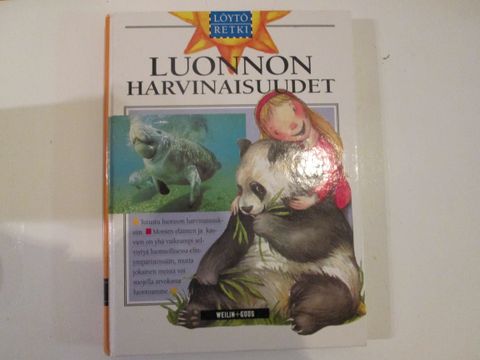 LÖYTÖ
RETKI
LUONNON
HARVINAISUUDET
Tutustu luonnon harvinaisuuk-
siin. Monien eläinten ja kas-
vien on yhä vaikeampi sel-
viytyä luonnollisessa elin-
ympäristössään, mutta
jokainen meistä voi
suojella arvokasta
luontoamme.
WEILIN+GÖÖS